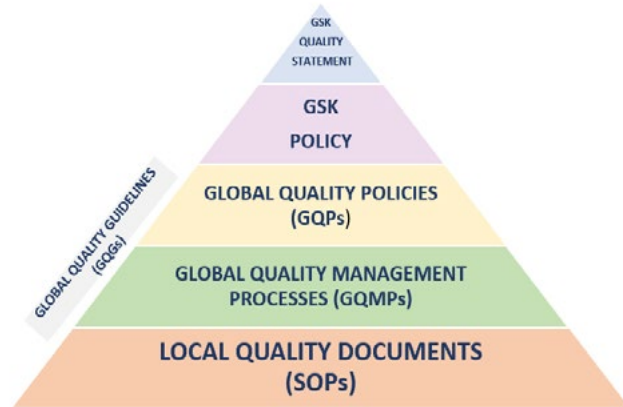 GSK
QUALITY
STATEMENT
GSK
POLICY
GLOBAL QUALITY GUIDELINES
(GQGs)
GLOBAL QUALITY POLICIES
(GQPs)
GLOBAL QUALITY MANAGEMENT
PROCESSES (GQMPs)
LOCAL QUALITY DOCUMENTS
(SOPs)